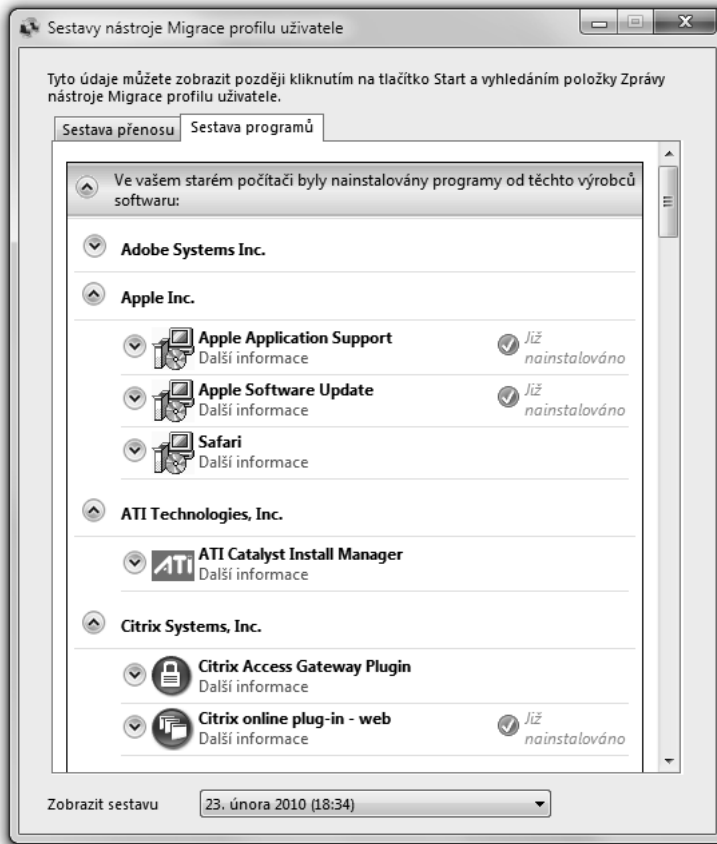 Sestavy nástroje Migrace profilu uživatele
Tyto údaje můžete zobrazit později kliknutím na tlačítko Start a vyhledáním položky Zprávy
nástroje Migrace profilu uživatele.
Sestava přenosu
Sestava programů
Ve vašem starém počítači byly nainstalovány programy od těchto výrobců
softwaru:
Adobe Systems Inc.
Apple Inc.
Apple Application Support
Další informace
Již
nainstalováno
Apple Software Update
Další informace
Již
nainstalováno
Safari
Další informace
ATI Technologies, Inc.
ATI
ATI Catalyst Install Manager
Další informace
Citrix Systems, Inc.
Citrix Access Gateway Plugin
Další informace
Citrix online plug-in - web
Další informace
Již
nainstalováno
Zobrazit sestavu
23. února 2010 (18:34)